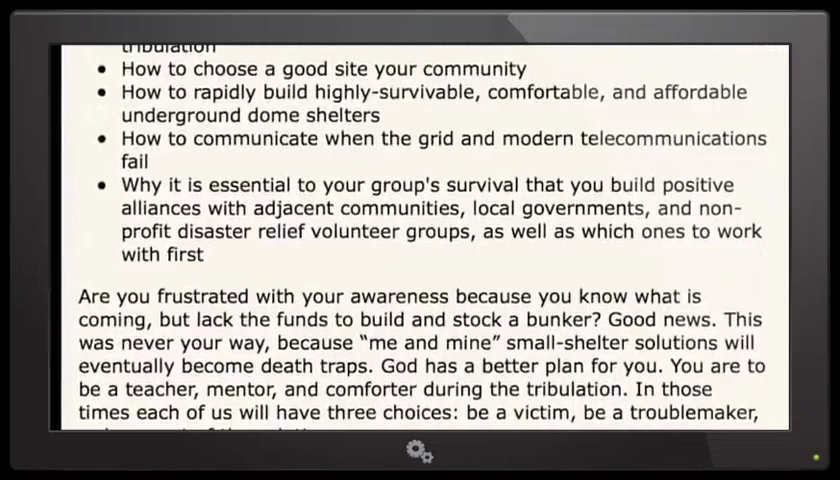 tribulation
How to choose a good site your community
How to rapidly build highly-survivable, comfortable, and affordable
underground dome shelters
How to communicate when the grid and modern telecommunications
fail
Why it is essential to your group's survival that you build positive
alliances with adjacent communities, local governments, and non-
profit disaster relief volunteer groups, as well as which ones to work
with first
Are you frustrated with your awareness because you know what is
coming, but lack the funds to build and stock a bunker? Good news. This
was never your way, because “me and mine” small-shelter solutions will
eventually become death traps. God has a better plan for you. You are to
be a teacher, mentor, and comforter during the tribulation. In those
times each of us will have three choices: be a victim, be a troublemaker,